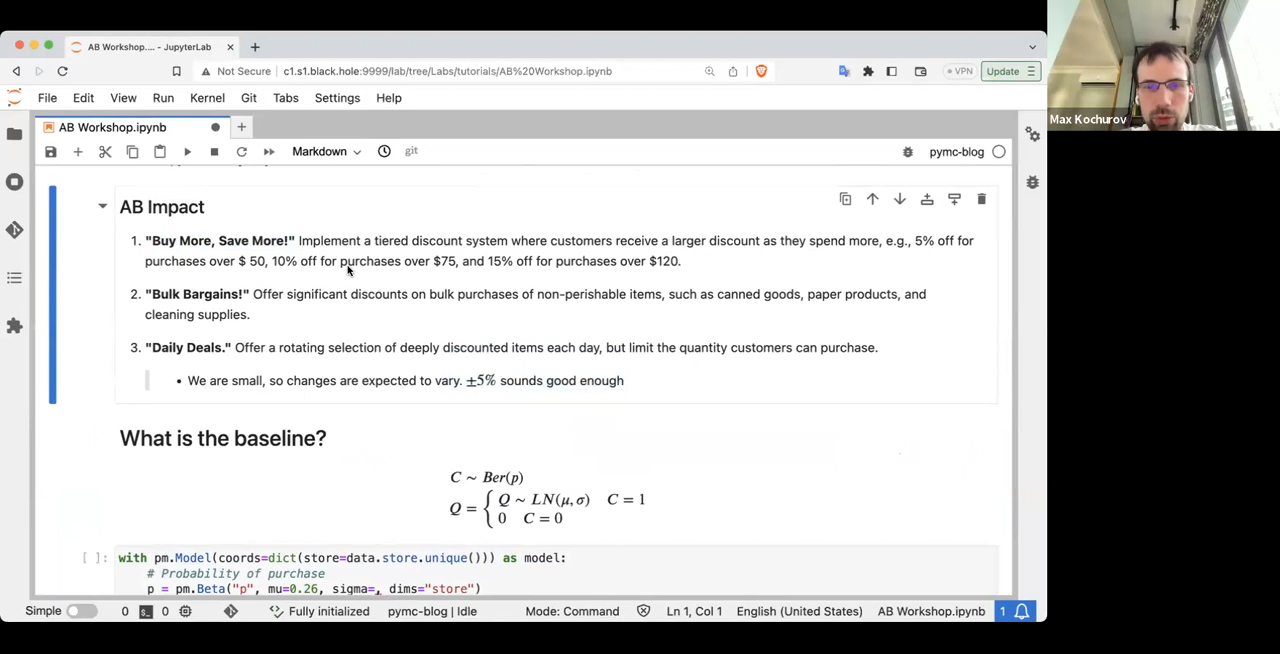 AB Workshop.... - JupyterLab
Not Secure c1.s1.black.hole:9999/lab/tree/Labs/tutorials/AB%20Workshop.ipynb
VPN
Update
Max Kochurov
File Edit View Run Kernel Git Tabs Settings Help
AB Workshop.ipynb
Markdown
git
pymc-blog
AB Impact
1. "Buy More, Save More!" Implement a tiered discount system where customers receive a larger discount as they spend more, e.g., 5% off for
purchases over $ 50, 10% off for purchases over $75, and 15% off for purchases over $120.
2. "Bulk Bargains!" Offer significant discounts on bulk purchases of non-perishable items, such as canned goods, paper products, and
cleaning supplies.
3. "Daily Deals." Offer a rotating selection of deeply discounted items each day, but limit the quantity customers can purchase.
• We are small, so changes are expected to vary. ±5% sounds good enough
What is the baseline?
C ∼ Ber(p)
Q = { Q ∼ LN(μ, σ) C = 1
0 C = 0
[ ]: with pm.Model(coords=dict(store=data.store.unique())) as model:
# Probability of purchase
p = pm.Beta("p", mu=0.26, sigma=, dims="store")
Simple 0 1 Fully initialized pymc-blog | Idle Mode: Command Ln 1, Col 1 English (United States) AB Workshop.ipynb 1